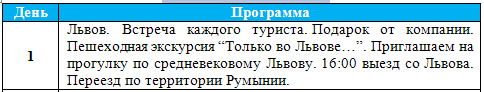 День Программа
Львов. Встреча каждого туриста. Подарок от компании.
Пешеходная экскурсия “Только во Львове…”. Приглашаем на
1 прогулку по средневековому Львову. 16:00 выезд со Львова.
Переезд по территории Румынии.